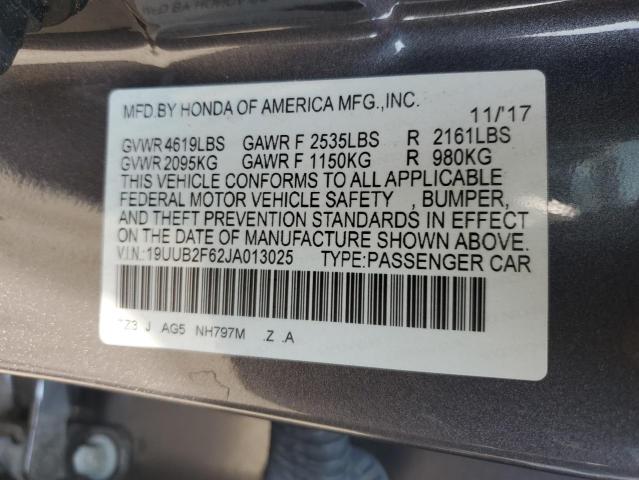 MFD.BY HONDA OF AMERICA MFG.,INC. 11/'17
GVWR 4619LBS GAWR F 2535LBS R 2161LBS
GVWR 2095KG GAWR F 1150KG R 980KG
THIS VEHICLE CONFORMS TO ALL APPLICABLE
FEDERAL MOTOR VEHICLE SAFETY , BUMPER,
AND THEFT PREVENTION STANDARDS IN EFFECT
ON THE DATE OF MANUFACTURE SHOWN ABOVE.
V.I.N.:19UUB2F62JA013025 TYPE:PASSENGER CAR
TZ3 J AG5 NH797M .Z .A